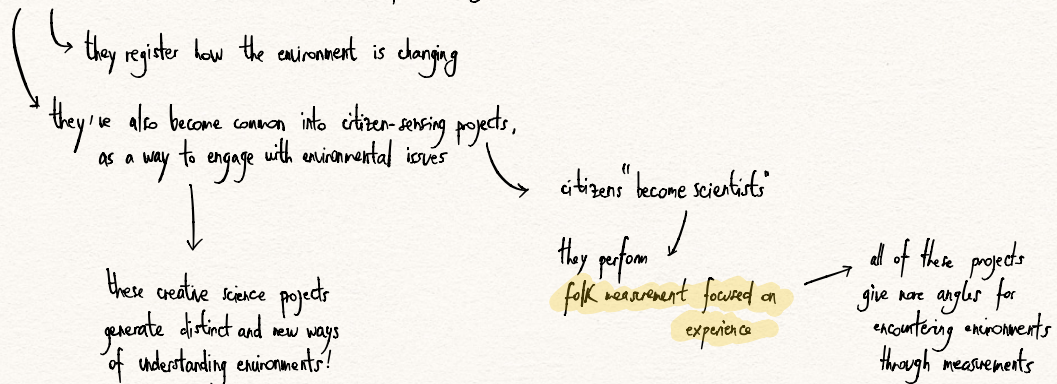 they register how the environment is changing
they've also become common into citizen-sensing projects,
as a way to engage with environmental issues
citizens "become scientists"
they perform
folk measurement focused on
experience
these creative science projects
generate distinct and new ways
of understanding environments!
all of these projects
give more angles for
encountering environments
through measurements